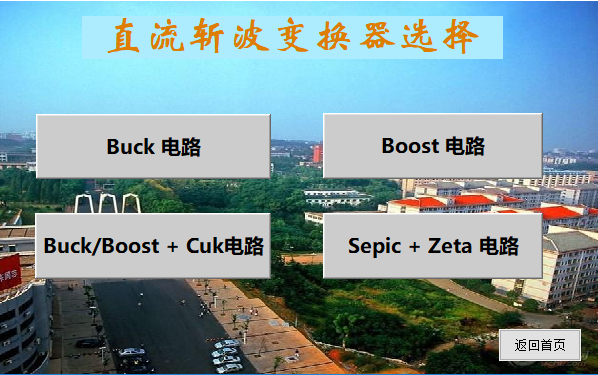 直流斩波变换器选择
Buck 电路
Boost 电路
Buck/Boost + Cuk电路
Sepic + Zeta 电路
返回首页